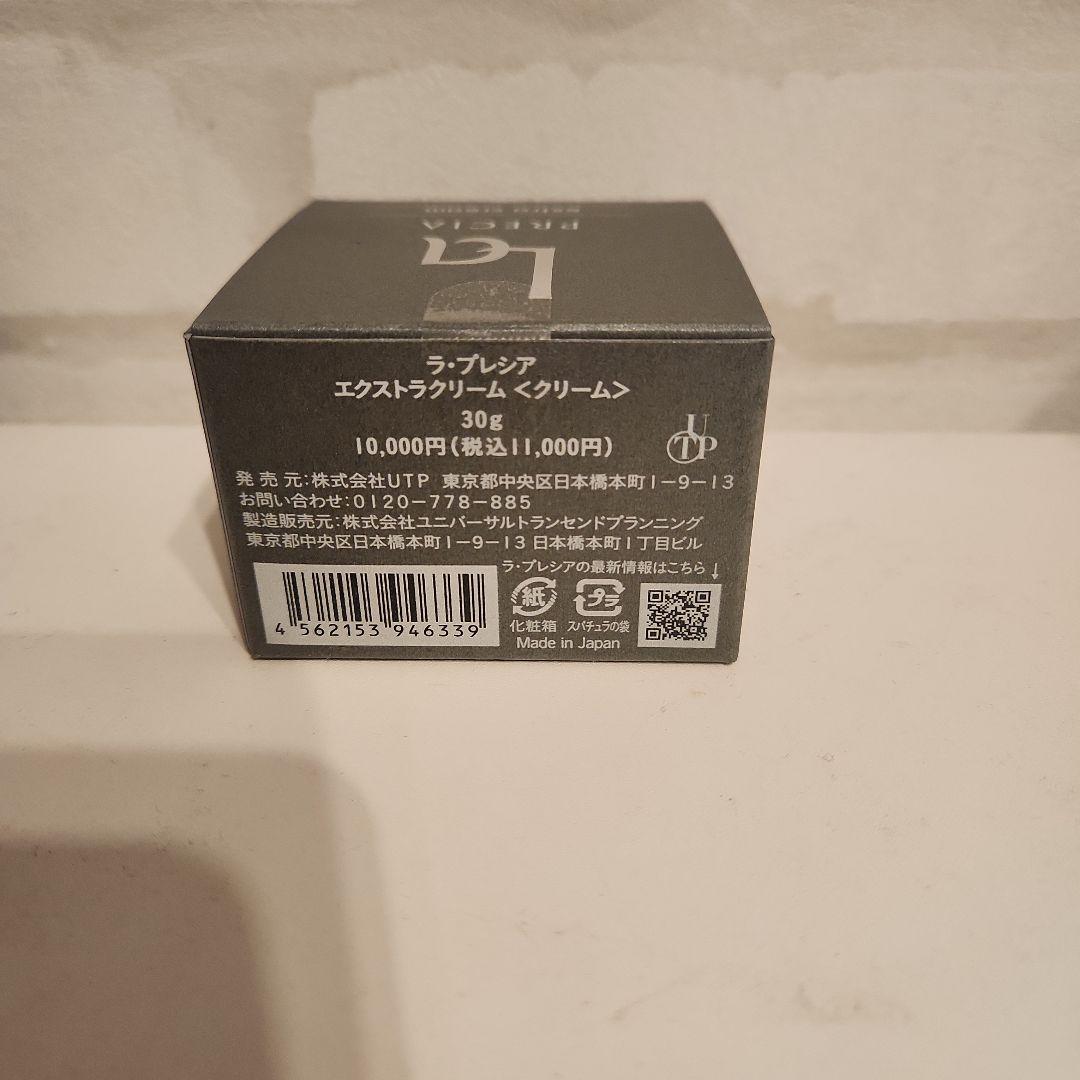 La
PRECIA
extra cream
ラ・プレシア
エクストラクリーム <クリーム>
30g
10,000円(税込11,000円)
UTP
発 売 元:株式会社UTP 東京都中央区日本橋本町1-9-13
お問い合わせ:0120-778-885
製造販売元:株式会社ユニバーサルトランセンドプランニング
東京都中央区日本橋本町1-9-13 日本橋本町1丁目ビル
ラ・プレシアの最新情報はこちら↓
4 562153 946339
紙 プラ
化粧箱 スパチュラの袋
Made in Japan